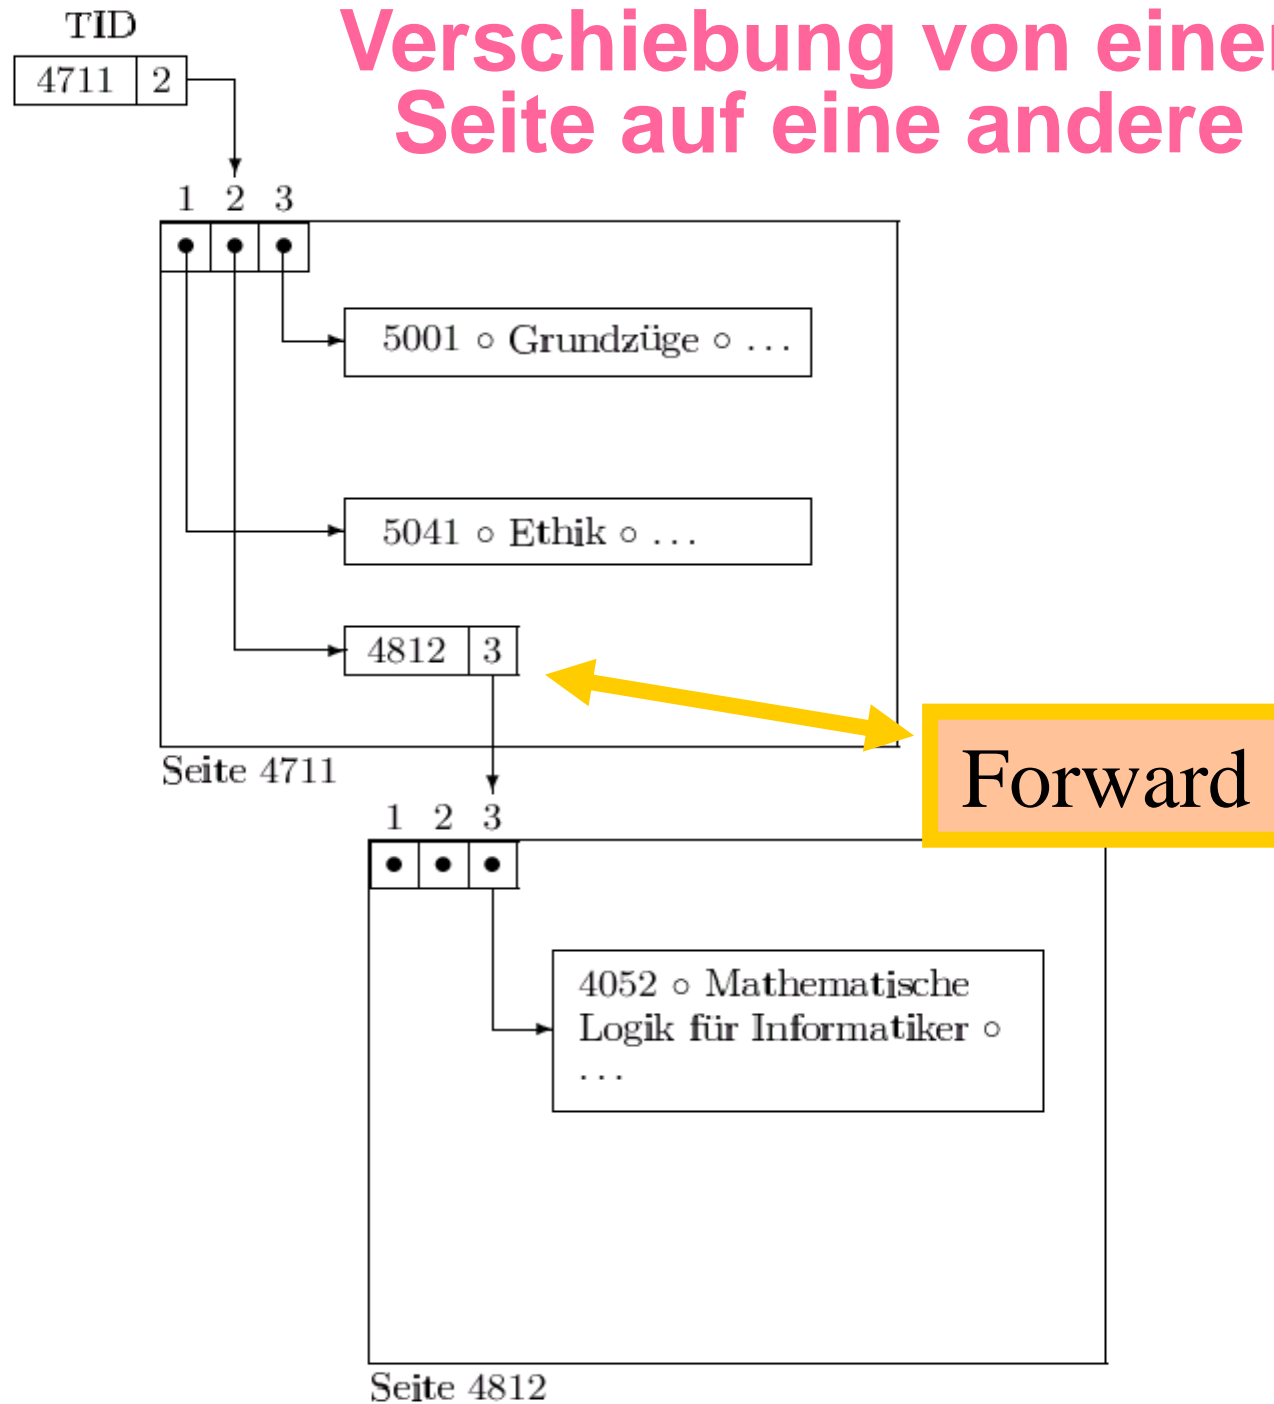 TID
Verschiebung von einer
Seite auf eine andere
4711 2
1 2 3
5001 ○ Grundzüge ○ ...
5041 ○ Ethik ○ ...
4812 3
Seite 4711
Forward
1 2 3
4052 ○ Mathematische
Logik für Informatiker ○
...
Seite 4812